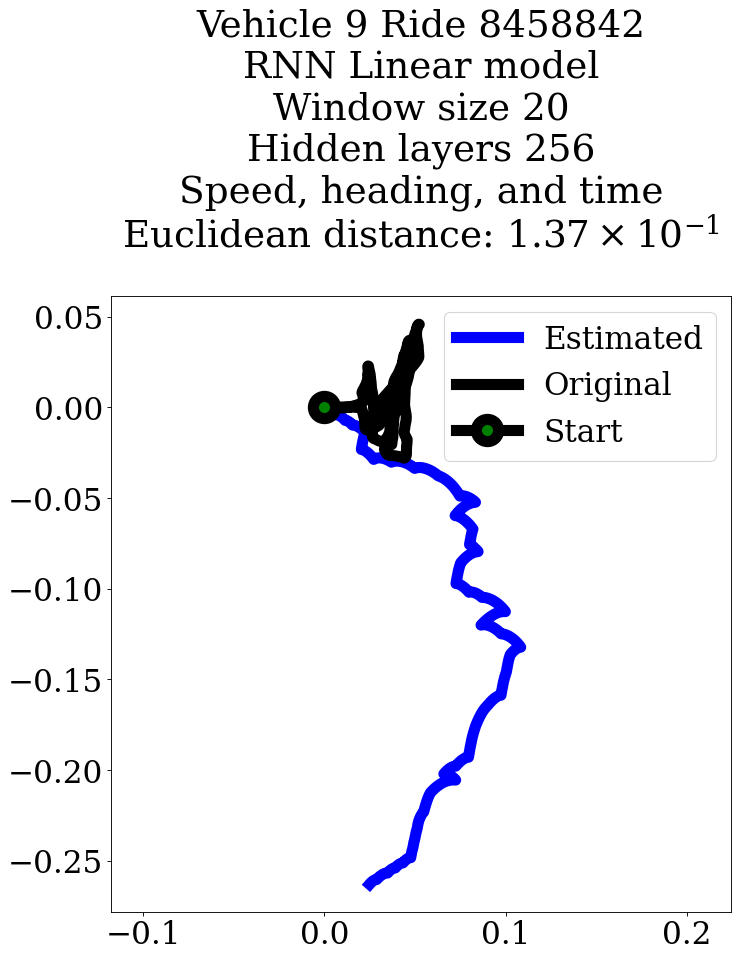 Vehicle 9 Ride 8458842
RNN Linear model
Window size 20
Hidden layers 256
Speed, heading, and time
Euclidean distance: 1.37 × 10⁻¹
Estimated
Original
Start
0.05
0.00
−0.05
−0.10
−0.15
−0.20
−0.25
−0.1
0.0
0.1
0.2